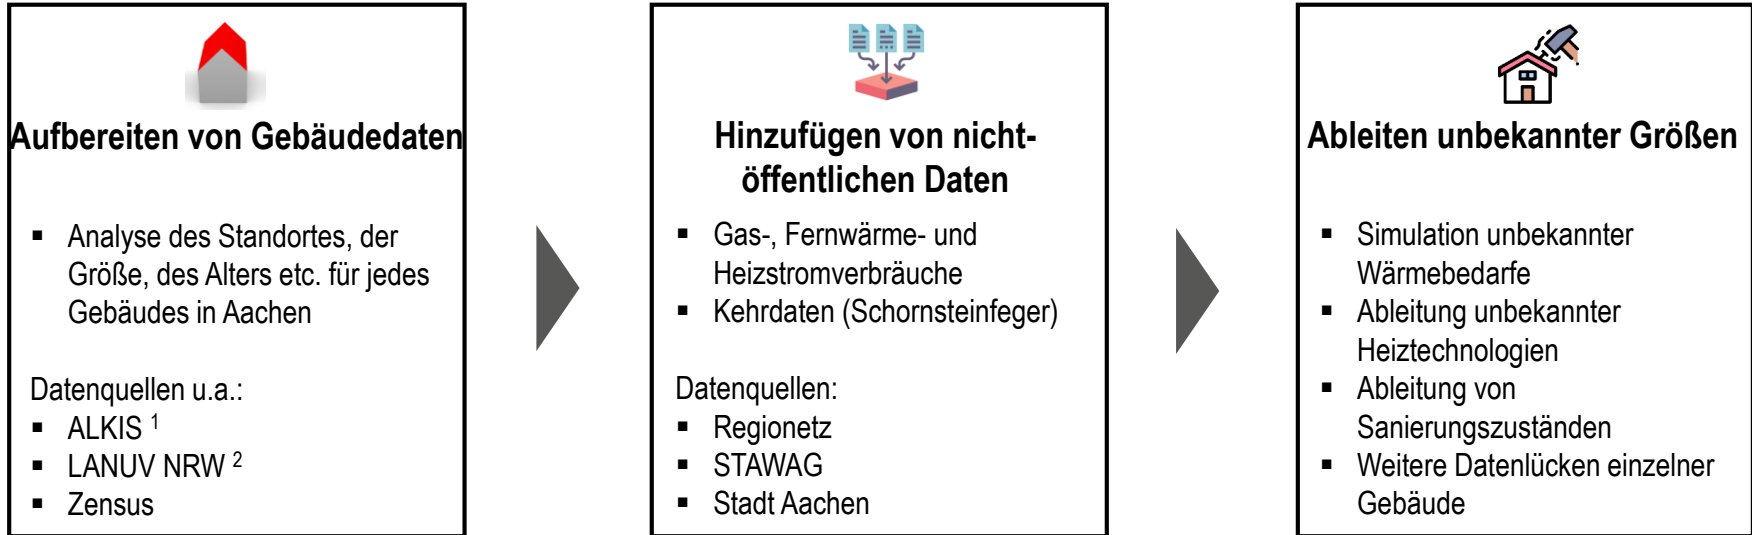 Aufbereiten von Gebäudedaten
▪ Analyse des Standortes, der
Größe, des Alters etc. für jedes
Gebäudes in Aachen
Datenquellen u.a.:
▪ ALKIS ¹
▪ LANUV NRW ²
▪ Zensus
Hinzufügen von nicht-
öffentlichen Daten
▪ Gas-, Fernwärme- und
Heizstromverbräuche
▪ Kehrdaten (Schornsteinfeger)
Datenquellen:
▪ Regionetz
▪ STAWAG
▪ Stadt Aachen
Ableiten unbekannter Größen
▪ Simulation unbekannter
Wärmebedarfe
▪ Ableitung unbekannter
Heiztechnologien
▪ Ableitung von
Sanierungszuständen
▪ Weitere Datenlücken einzelner
Gebäude